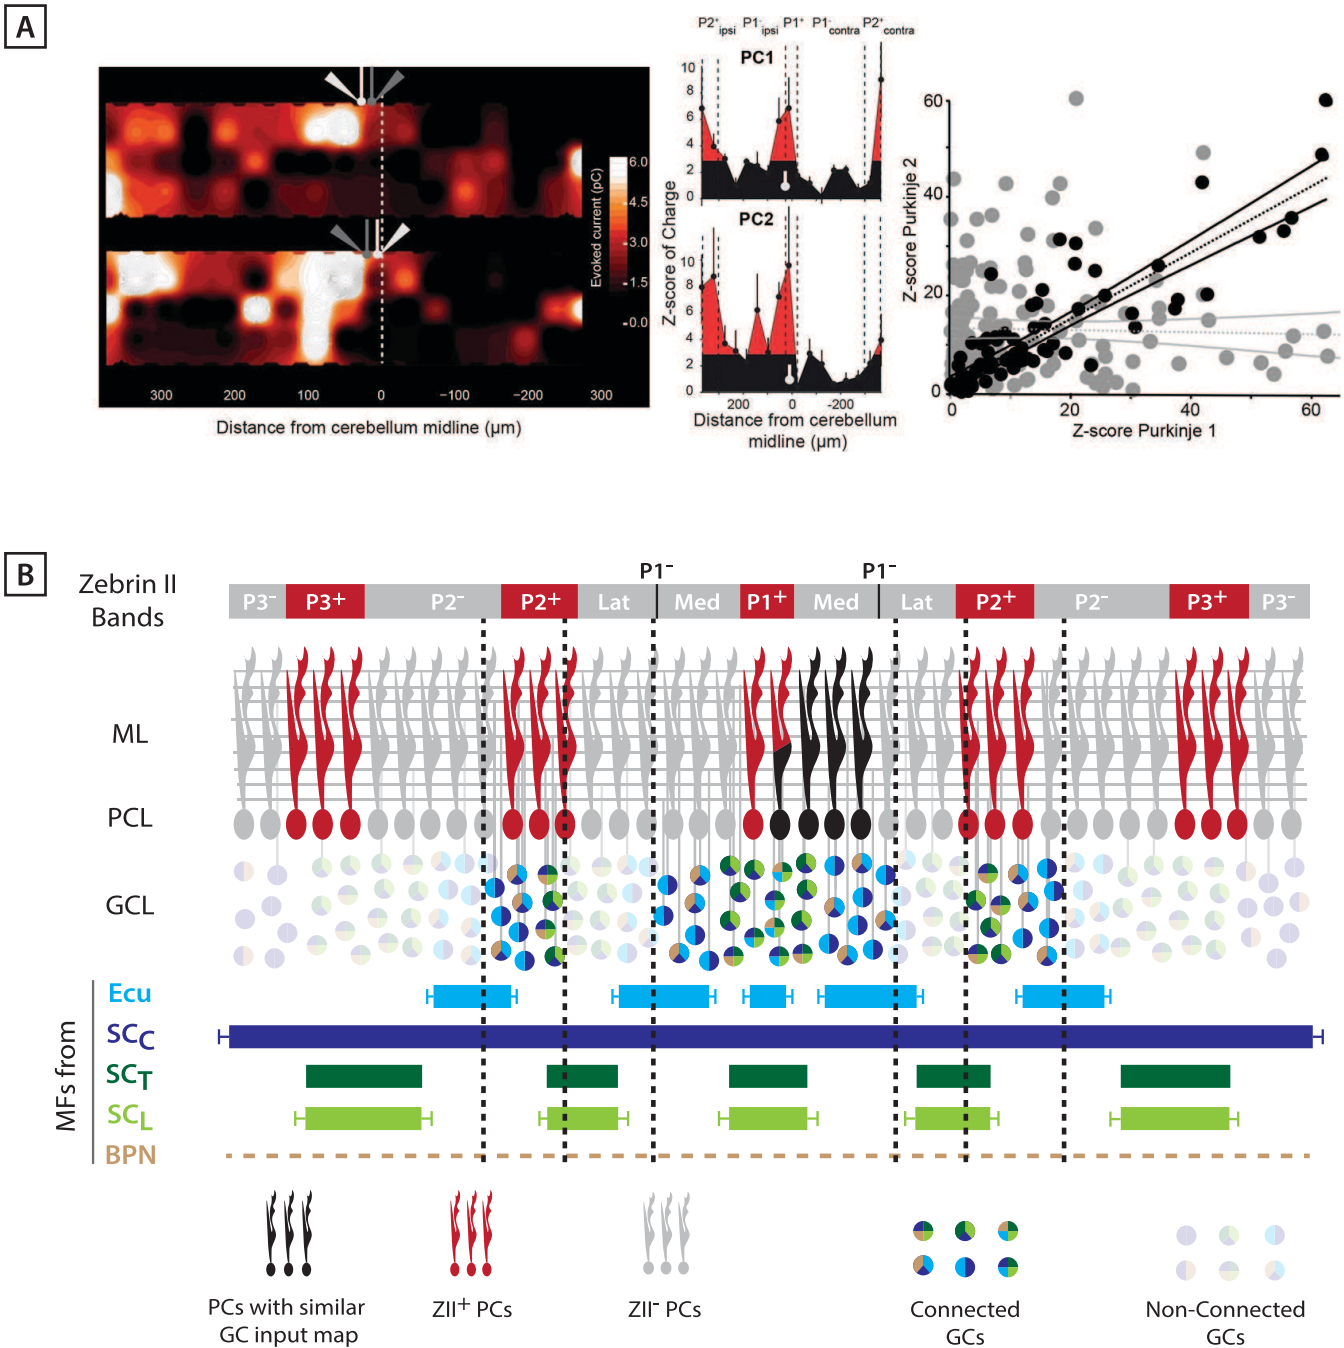 A
6.0
4.5
3.0
1.5
0.0
Evoked current (pC)
300
200
100
0
−100
−200
300
Distance from cerebellum midline (µm)
P2+ipsi P1-ipsi P1+ P1-contra P2+contra
PC1
10
8
6
4
2
0
PC2
10
8
6
4
2
0
Z-score of Charge
200
0
-200
Distance from cerebellum
midline (µm)
60
40
20
0
Z-score Purkinje 2
0
20
40
60
Z-score Purkinje 1
B
Zebrin II
Bands
P1- P1-
P3- P3+ P2- P2+ Lat Med P1+ Med Lat P2+ P2- P3+ P3-
ML
PCL
GCL
MFs from
Ecu
SCC
SCT
SCL
BPN
PCs with similar
GC input map
ZII+ PCs
ZII- PCs
Connected
GCs
Non-Connected
GCs